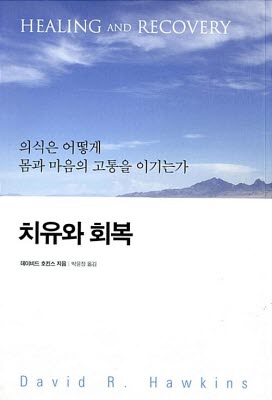 HEALING AND RECOVERY
의식은 어떻게
몸과 마음의 고통을 이기는가
치유와 회복
데이비드 호킨스 지음 | 박윤정 옮김
David R. Hawkins